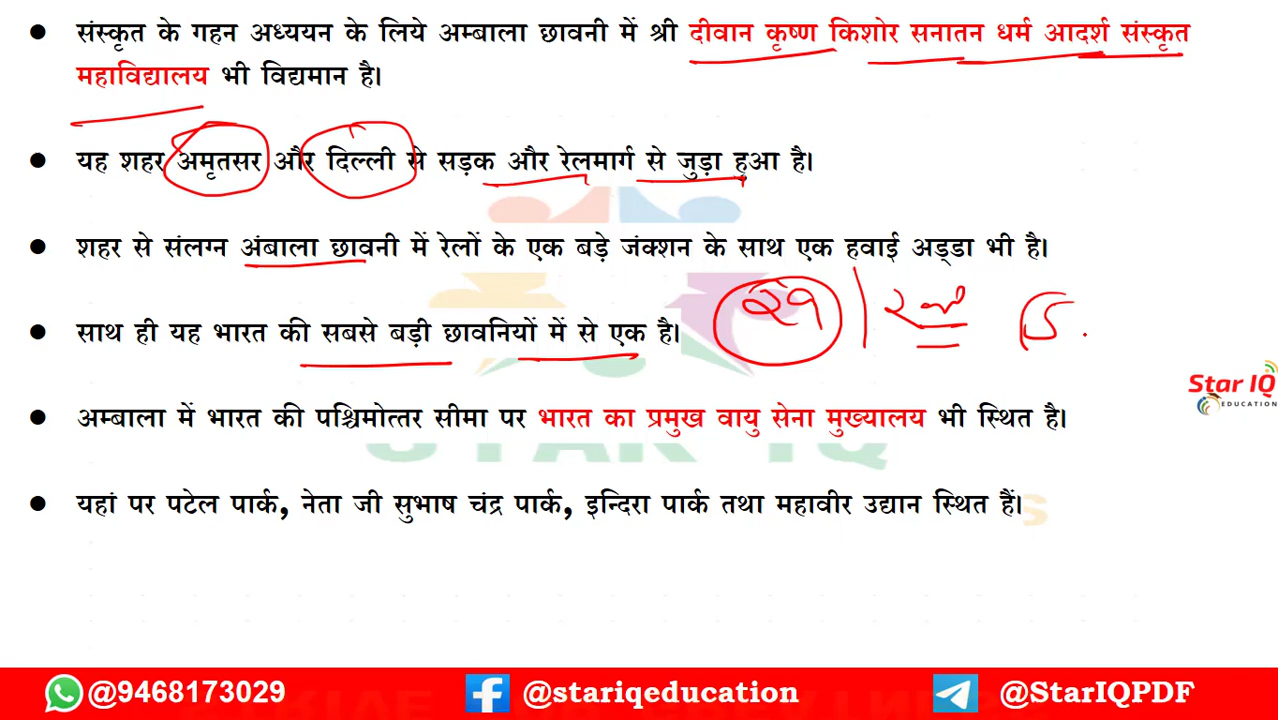 ● संस्कृत के गहन अध्ययन के लिये अम्बाला छावनी में श्री दीवान कृष्ण किशोर सनातन धर्म आदर्श संस्कृत
महाविद्यालय भी विद्यमान है।
● यह शहर अमृतसर और दिल्ली से सड़क और रेलमार्ग से जुड़ा हुआ है।
● शहर से संलग्न अंबाला छावनी में रेलों के एक बड़े जंक्शन के साथ एक हवाई अड्डा भी है।
● साथ ही यह भारत की सबसे बड़ी छावनियों में से एक है।
Star IQ
EDUCATION
● अम्बाला में भारत की पश्चिमोत्तर सीमा पर भारत का प्रमुख वायु सेना मुख्यालय भी स्थित है।
STAR IQ
● यहां पर पटेल पार्क, नेता जी सुभाष चंद्र पार्क, इन्दिरा पार्क तथा महावीर उद्यान स्थित हैं।
@9468173029 @stariqeducation @StarIQPDF